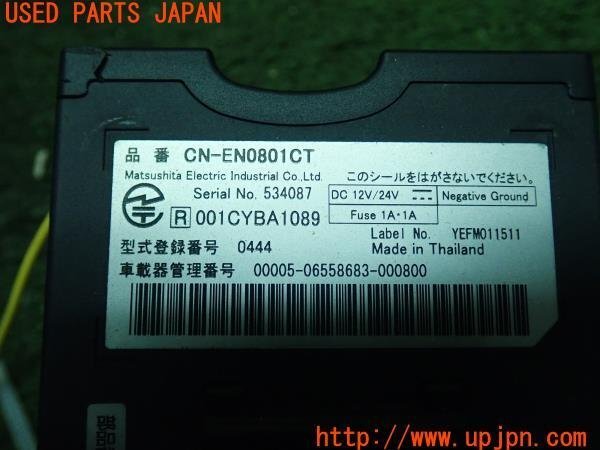 USED PARTS JAPAN
品 番 CN-EN0801CT
Matsushita Electric Industrial Co.,Ltd.
このシールをはがさないでください。
Serial No. 534087
DC 12V/24V
Negative Ground
Fuse 1A・1A
R 001CYBA1089
Label No. YEFM011511
型式登録番号 0444
Made in Thailand
車載器管理番号 00005-06558683-000800
部品
UPJ
http:// www.upjpn.com/